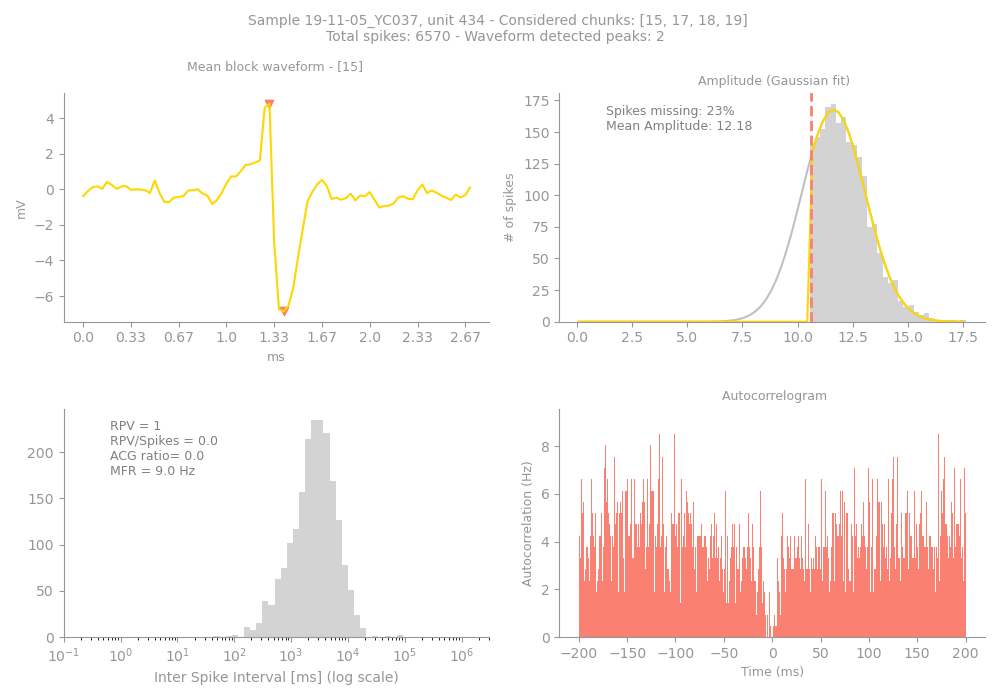 Sample 19-11-05_YC037, unit 434 - Considered chunks: [15, 17, 18, 19]
Total spikes: 6570 - Waveform detected peaks: 2
Mean block waveform - [15]
mV
4
2
0
−2
−4
−6
0.0 0.33 0.67 1.0 1.33 1.67 2.0 2.33 2.67
ms
Amplitude (Gaussian fit)
Spikes missing: 23%
Mean Amplitude: 12.18
# of spikes
175
150
125
100
75
50
25
0
0.0 2.5 5.0 7.5 10.0 12.5 15.0 17.5
RPV = 1
RPV/Spikes = 0.0
ACG ratio= 0.0
MFR = 9.0 Hz
200
150
100
50
0
10⁻¹ 10⁰ 10¹ 10² 10³ 10⁴ 10⁵ 10⁶
Inter Spike Interval [ms] (log scale)
Autocorrelogram
Autocorrelation (Hz)
8
6
4
2
0
−200 −150 −100 −50 0 50 100 150 200
Time (ms)